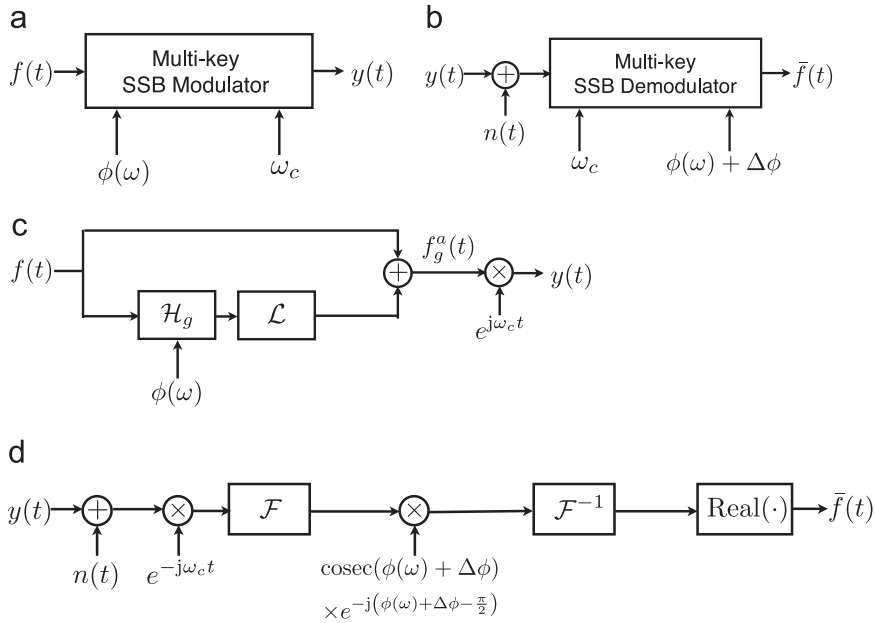 a
f(t)
Multi-key
SSB Modulator
y(t)
ϕ(ω)
ω_c
b
y(t)
+
n(t)
Multi-key
SSB Demodulator
f̄(t)
ω_c
ϕ(ω) + Δϕ
c
f(t)
ℋ_g
ℒ
ϕ(ω)
+
f_g^a(t)
×
y(t)
e^{jω_c t}
d
y(t)
+
n(t)
×
e^{-jω_c t}
ℱ
×
cosec(ϕ(ω) + Δϕ)
×e^{-j(ϕ(ω)+Δϕ-π/2)}
ℱ^{-1}
Real(·)
f̄(t)